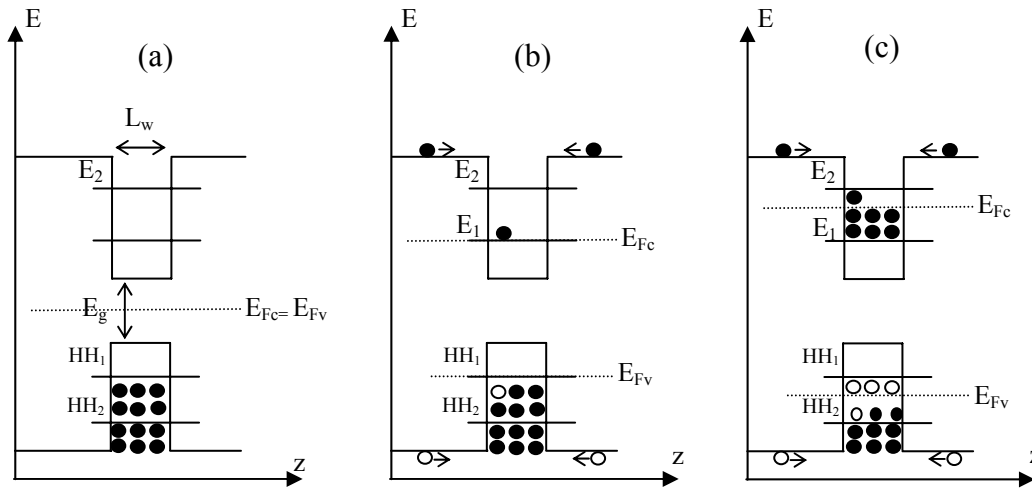 E
(a)
L_w
E_2
E_g
E_Fc= E_Fv
HH_1
HH_2
z
E
(b)
E_2
E_1
E_Fc
HH_1
E_Fv
HH_2
z
E
(c)
E_2
E_Fc
E_1
HH_1
E_Fv
HH_2
z